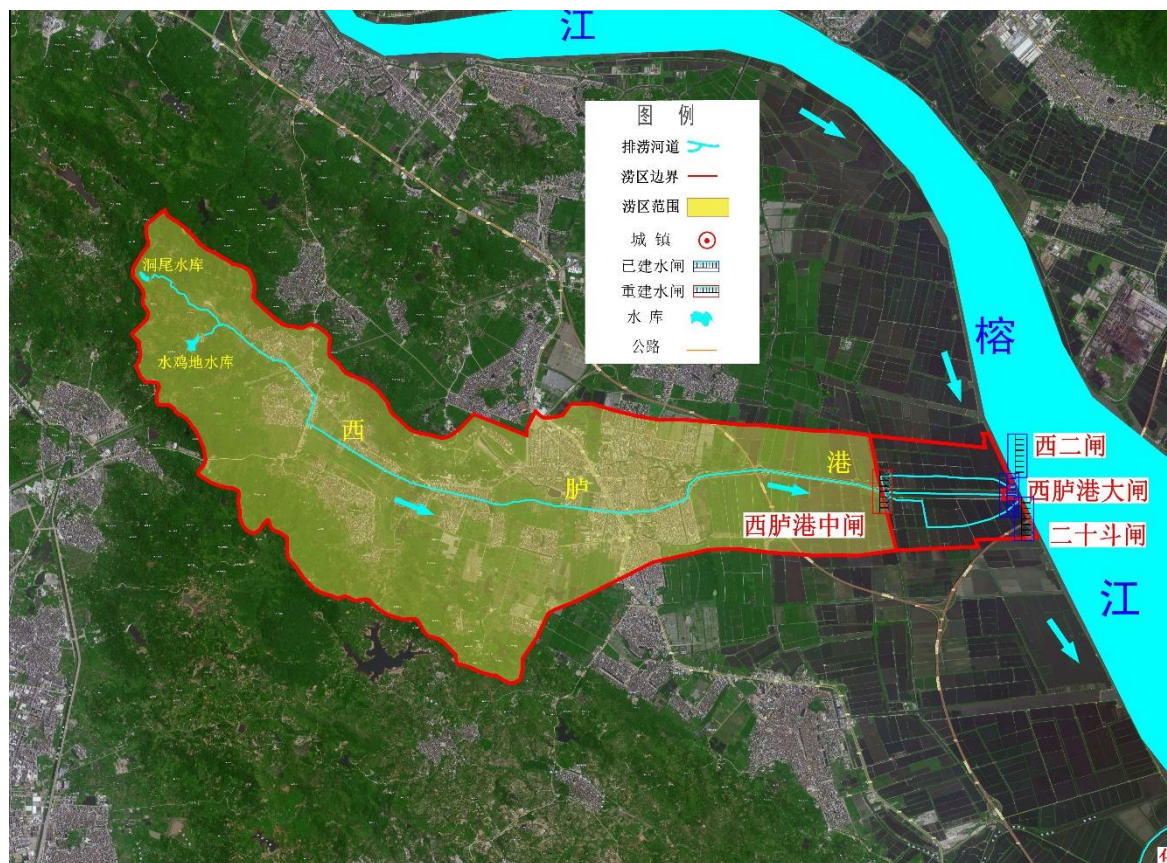 江
图 例
排涝河道
涝区边界
涝区范围
城 镇
已建水闸
重建水闸
水 库
公路
洞尾水库
水鸡地水库
榕
西
西二闸
港
胪
西胪港大闸
西胪港中闸
二十斗闸
江